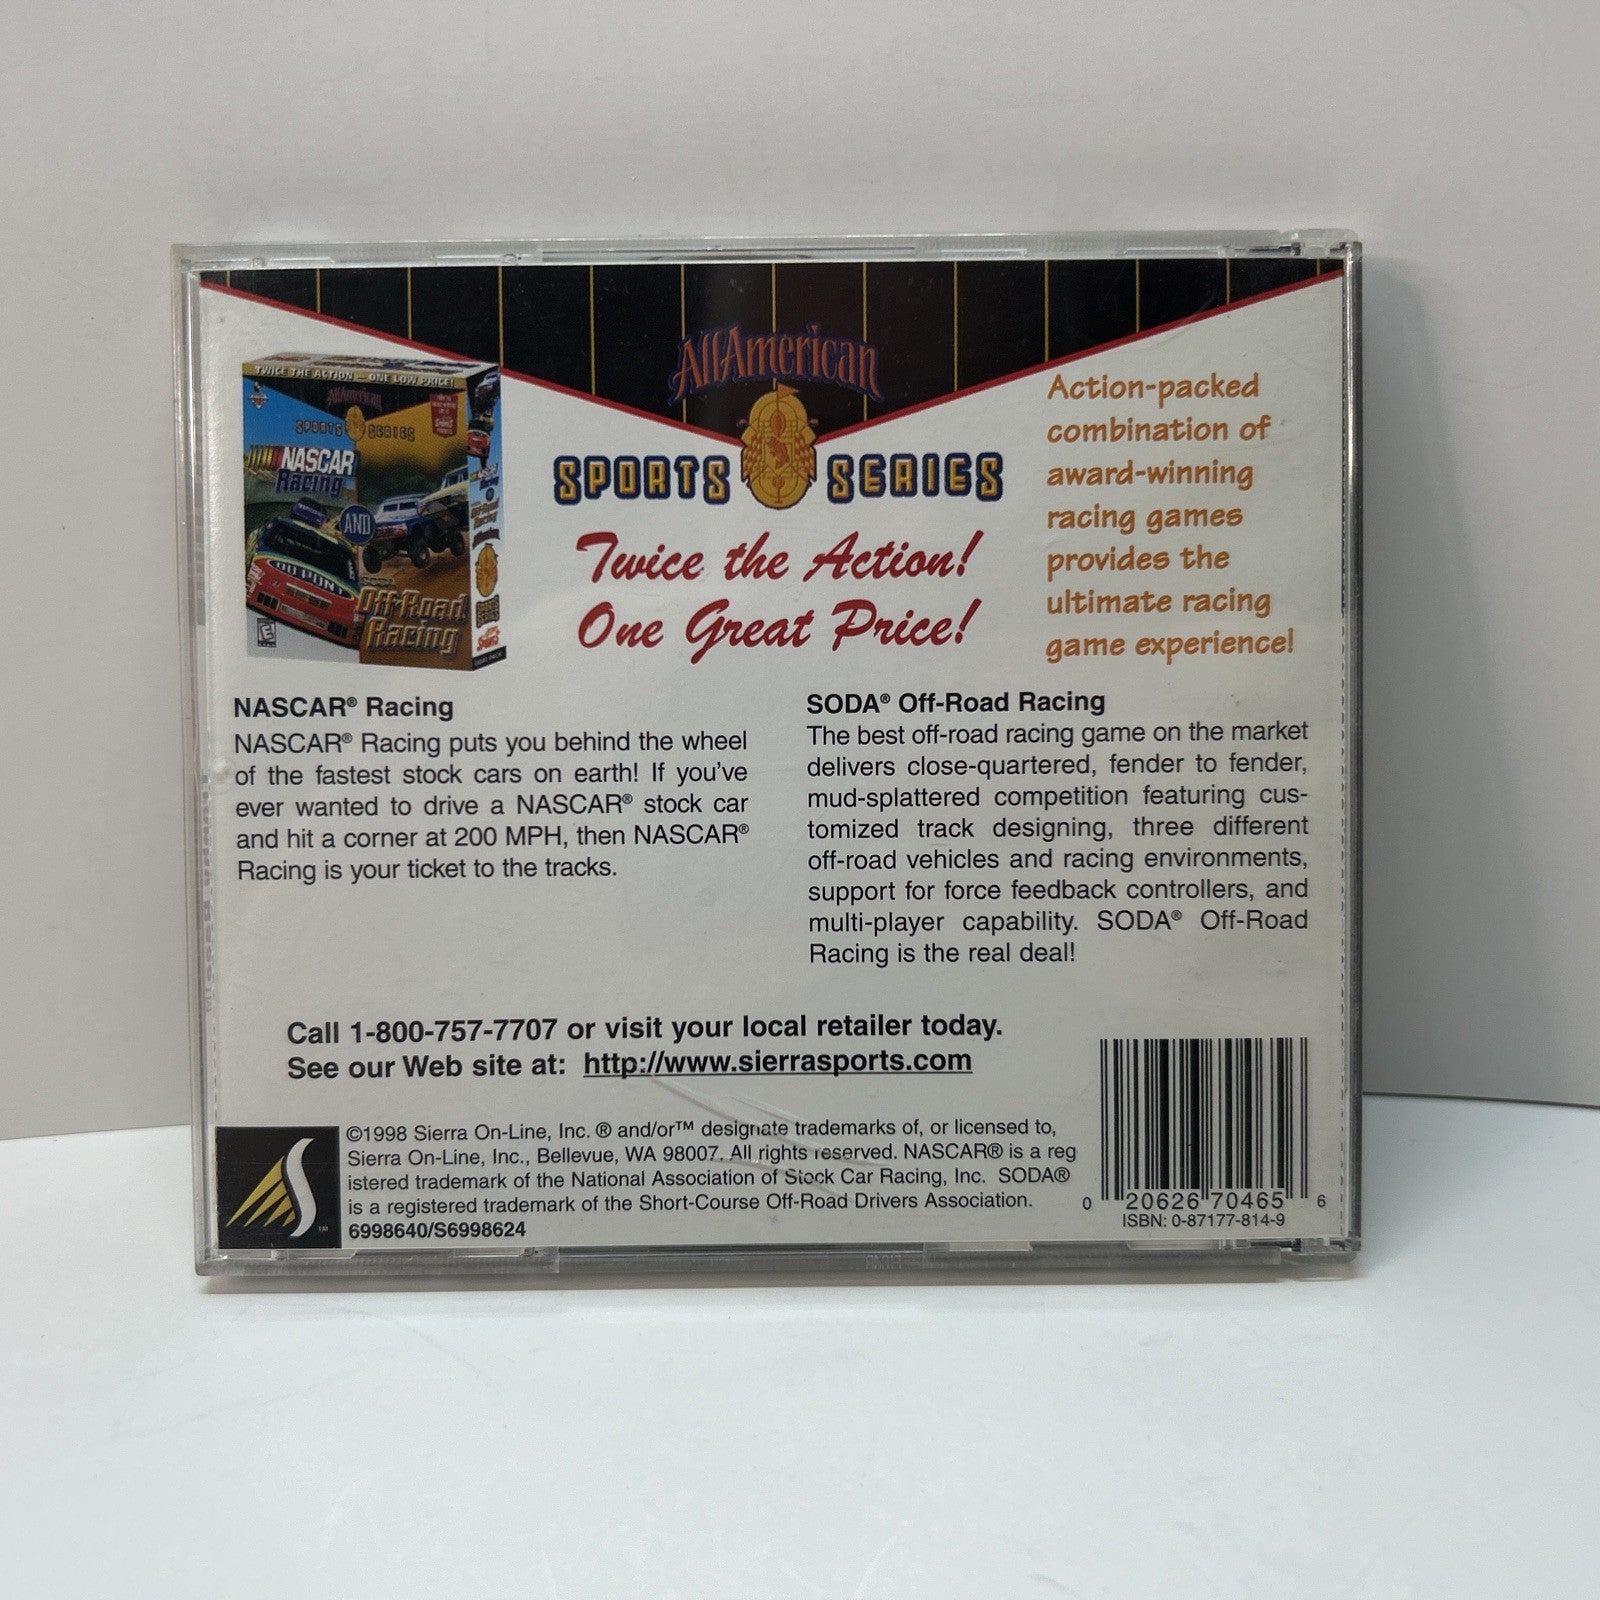 TWICE THE ACTION - ONE LOW PRICE!
AllAmerican
SPORTS SERIES
NASCAR
Racing
AND
DUPONT
Off-Road
Racing
E
AllAmerican
SPORTS SERIES
Twice the Action!
One Great Price!
Action-packed
combination of
award-winning
racing games
provides the
ultimate racing
game experience!
NASCAR® Racing
NASCAR® Racing puts you behind the wheel
of the fastest stock cars on earth! If you've
ever wanted to drive a NASCAR® stock car
and hit a corner at 200 MPH, then NASCAR®
Racing is your ticket to the tracks.
SODA® Off-Road Racing
The best off-road racing game on the market
delivers close-quartered, fender to fender,
mud-splattered competition featuring cus-
tomized track designing, three different
off-road vehicles and racing environments,
support for force feedback controllers, and
multi-player capability. SODA® Off-Road
Racing is the real deal!
Call 1-800-757-7707 or visit your local retailer today.
See our Web site at: http://www.sierrasports.com
©1998 Sierra On-Line, Inc. ® and/or™ designate trademarks of, or licensed to,
Sierra On-Line, Inc., Bellevue, WA 98007. All rights reserved. NASCAR® is a reg
istered trademark of the National Association of Stock Car Racing, Inc. SODA®
is a registered trademark of the Short-Course Off-Road Drivers Association.
6998640/S6998624
TM
0 20626 70465 6
ISBN: 0-87177-814-9